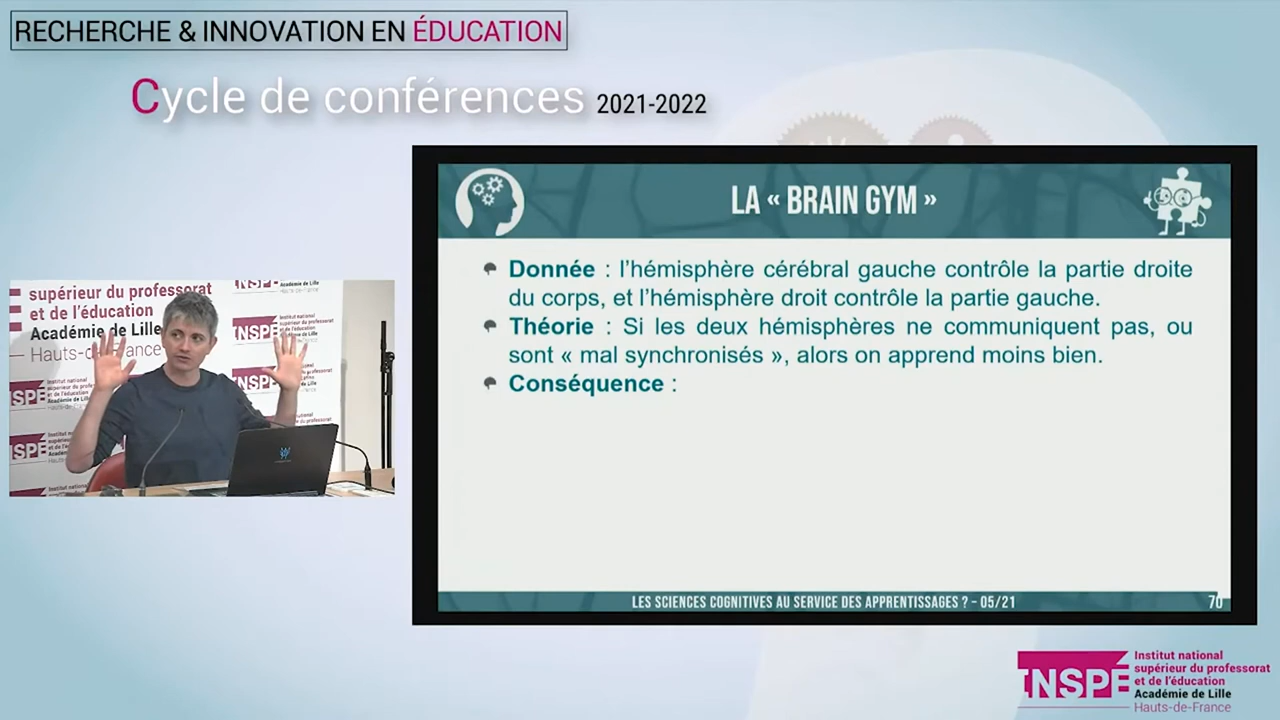 RECHERCHE & INNOVATION EN ÉDUCATION
Cycle de conférences 2021-2022
LA « BRAIN GYM »
Donnée : l'hémisphère cérébral gauche contrôle la partie droite
du corps, et l'hémisphère droit contrôle la partie gauche.
Théorie : Si les deux hémisphères ne communiquent pas, ou
sont « mal synchronisés », alors on apprend moins bien.
Conséquence :
LES SCIENCES COGNITIVES AU SERVICE DES APPRENTISSAGES ? – 05/21
70
supérieur du professorat
et de l'éducation
Académie de Lille
Hauts-de-France
INSPÉ
Institut national
supérieur du professorat
et de l'éducation
Académie de Lille
Hauts-de-France